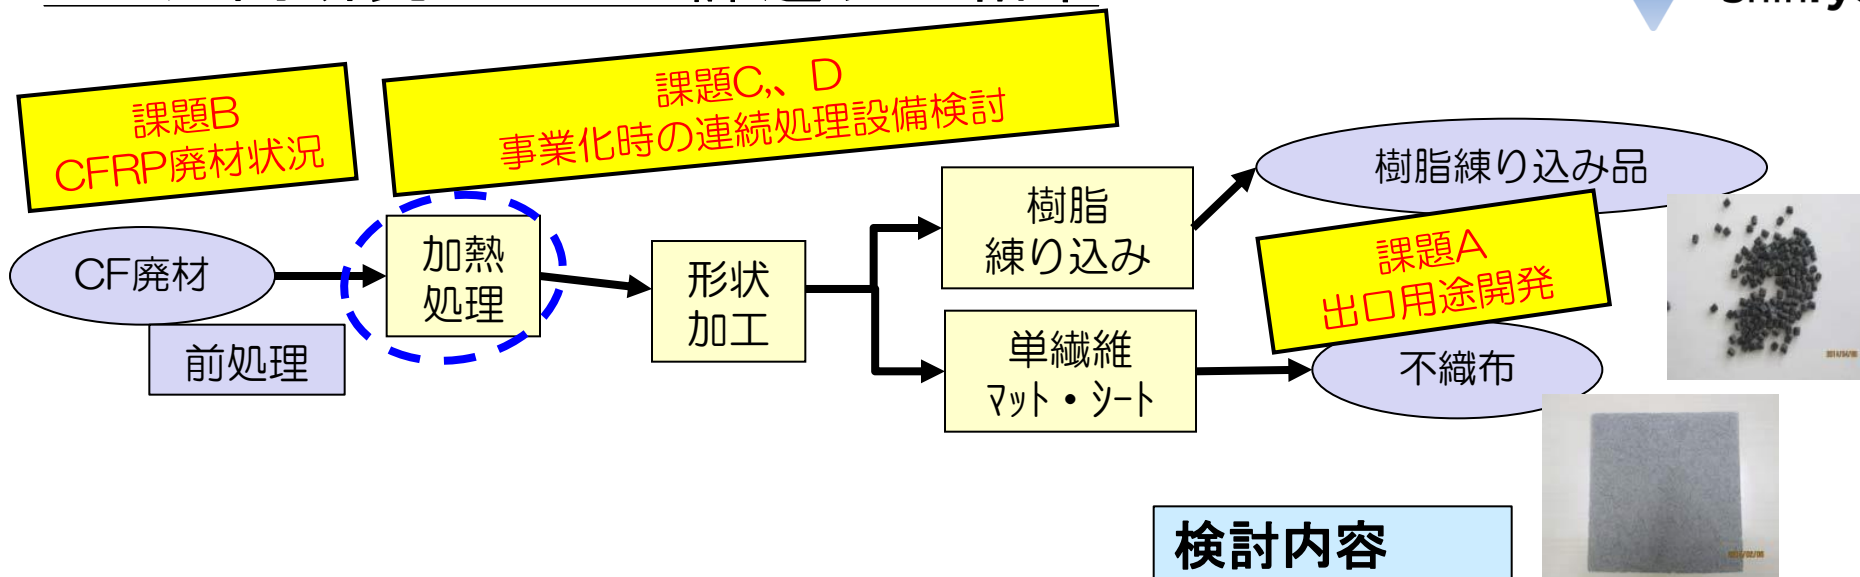 課題B
CFRP廃材状況
課題C,、D
事業化時の連続処理設備検討
CF廃材
前処理
加熱
処理
形状
加工
樹脂
練り込み
樹脂練り込み品
単繊維
ﾏｯﾄ・ｼｰﾄ
課題A
出口用途開発
不織布
検討内容